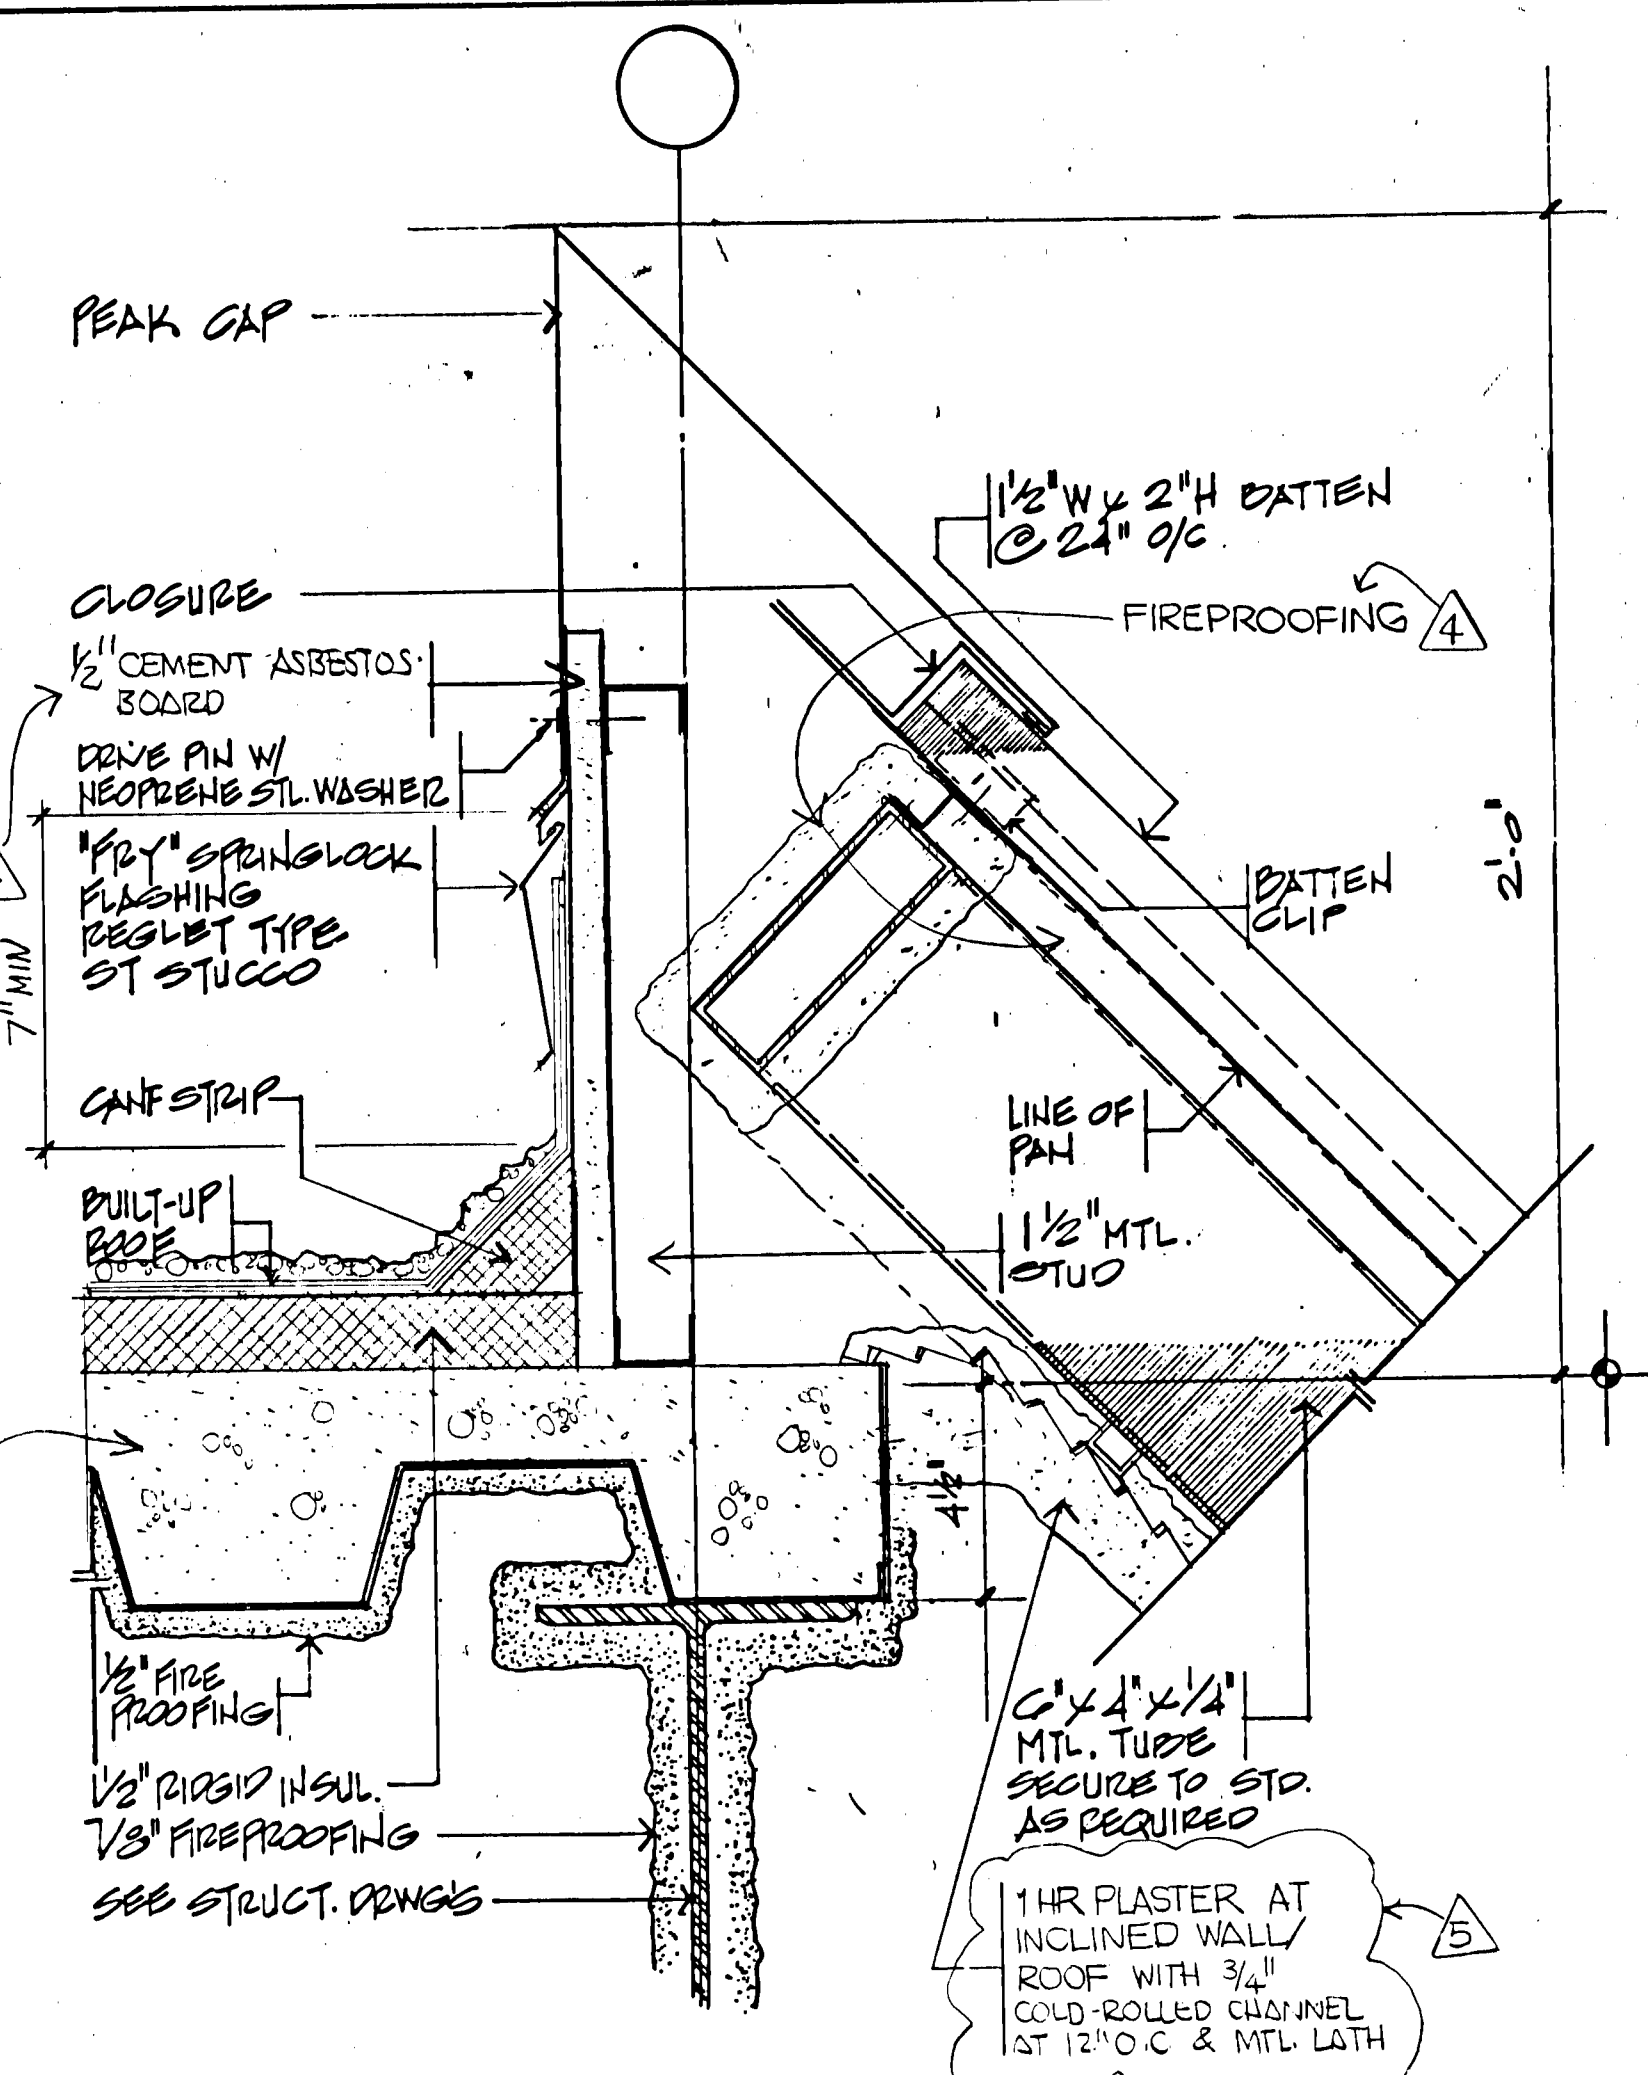 PEAK CAP
1½" W x 2"H BATTEN
@ 24" O/C
CLOSURE
FIREPROOFING
4
½" CEMENT ASBESTOS
BOARD
DRIVE PIN W/
NEOPRENE STL. WASHER
"FRY" SPRINGLOCK
FLASHING
REGLET TYPE
ST STUCCO
7" MIN
2'-0"
BATTEN
CLIP
CANT STRIP
LINE OF
PAN
BUILT-UP
ROOF
1½" MTL.
STUD
4½"
½" FIRE
PROOFING
1½" RIDGID INSUL.
7/8" FIREPROOFING
SEE STRUCT. DRWG'S
6" x 4" x ¼"
MTL. TUBE
SECURE TO STD.
AS REQUIRED
1 HR PLASTER AT
INCLINED WALL/
ROOF WITH 3/4"
COLD-ROLLED CHANNEL
AT 12" O.C & MTL. LATH
5